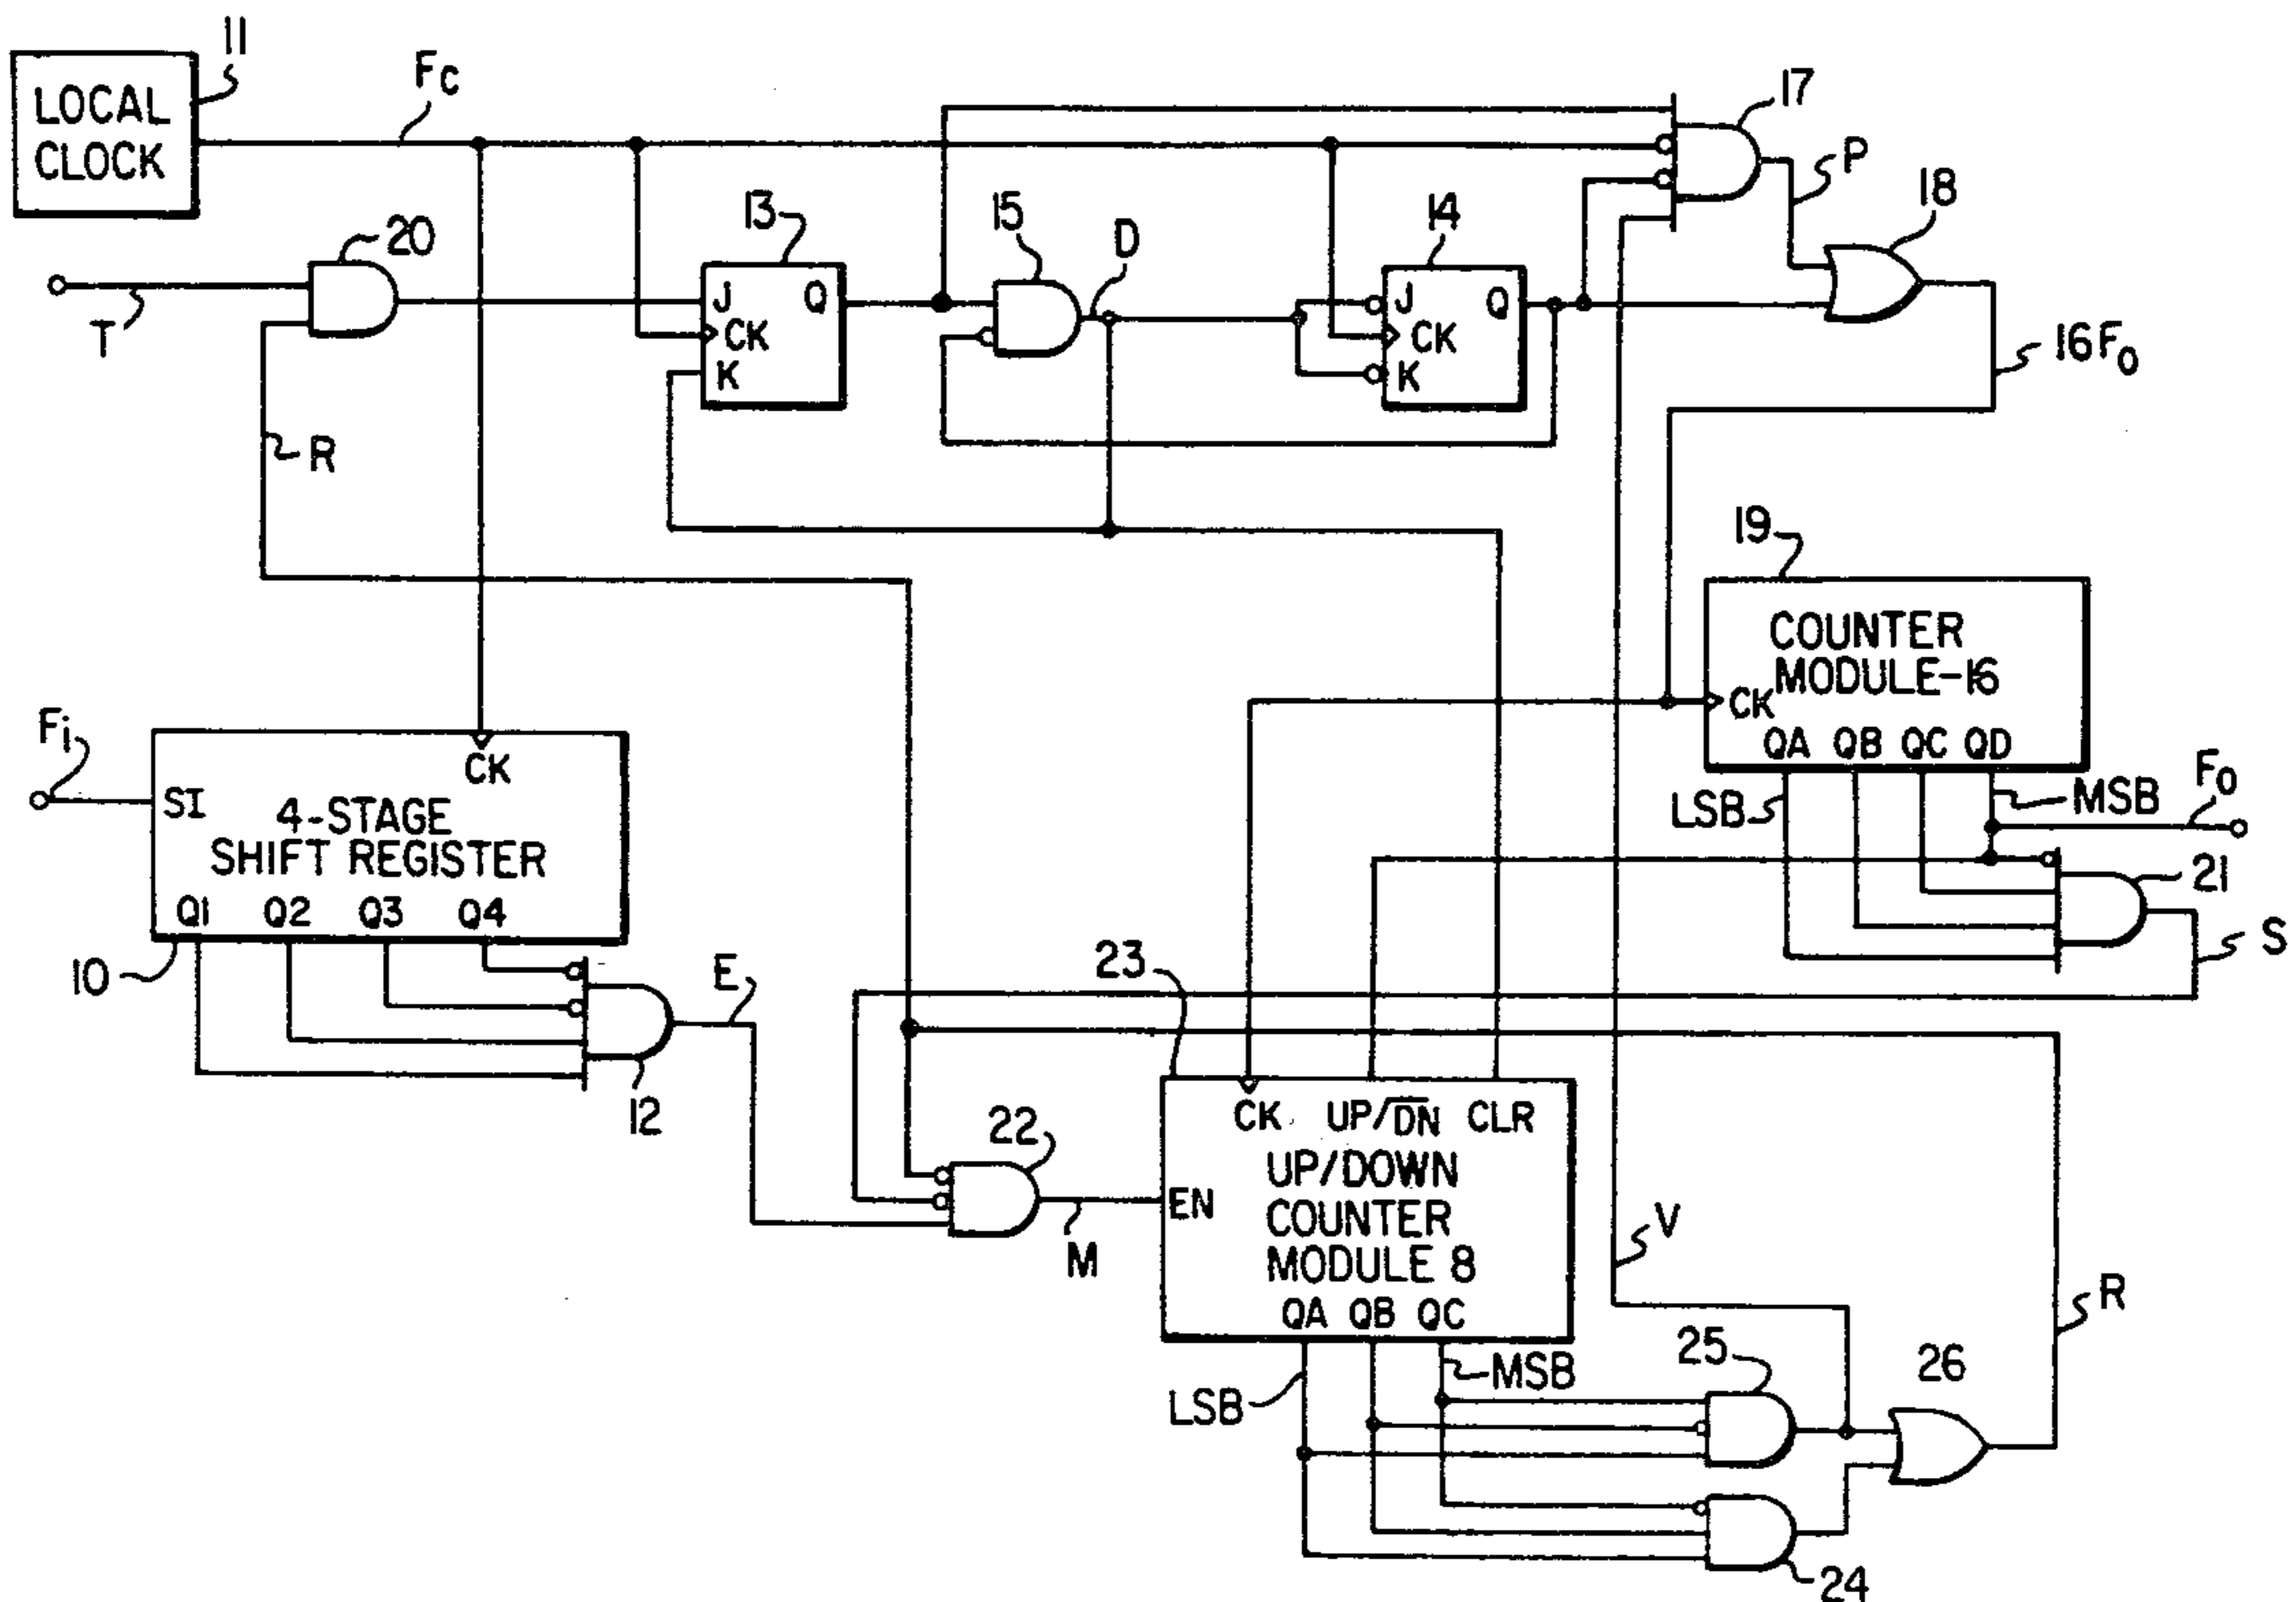 11
LOCAL
CLOCK
Fc
17
P
18
20
T
13
J
Q
CK
K
15
D
14
J
Q
CK
K
16Fo
R
19
COUNTER
MODULE-16
CK
QA QB QC QD
LSB
MSB
Fo
Fi
SI
CK
4-STAGE
SHIFT REGISTER
Q1 Q2 Q3 Q4
10
E
12
21
S
23
22
M
CK UP/DN CLR
UP/DOWN
EN
COUNTER
MODULE 8
QA QB QC
LSB
MSB
V
R
25
26
24